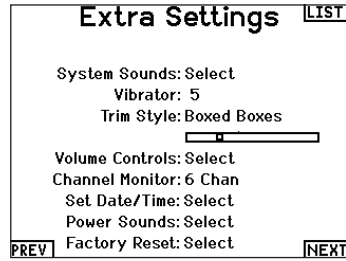 Extra Settings LIST
System Sounds: Select
Vibrator: 5
Trim Style: Boxed Boxes
Volume Controls: Select
Channel Monitor: 6 Chan
Set Date/Time: Select
Power Sounds: Select
PREV Factory Reset: Select NEXT